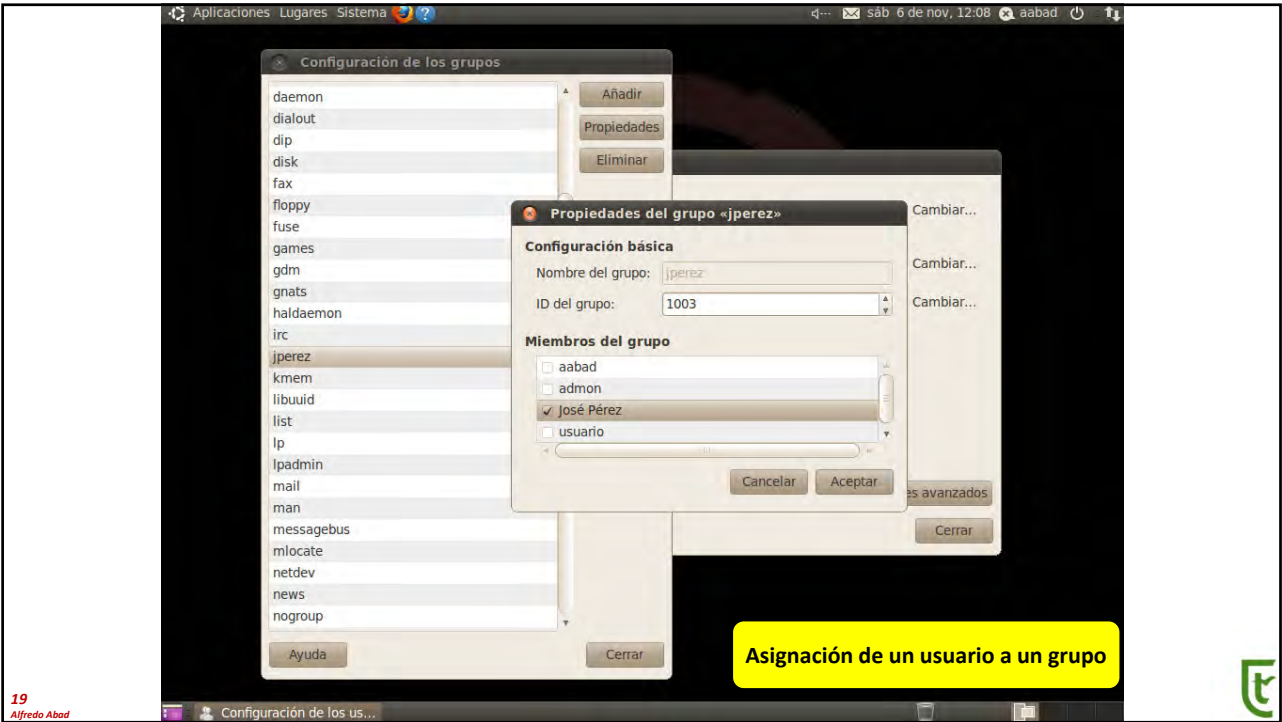 Aplicaciones Lugares Sistema
sáb 6 de nov, 12:08 aabad
Configuración de los grupos
daemon
dialout
dip
disk
fax
floppy
fuse
games
gdm
gnats
haldaemon
irc
jperez
kmem
libuuid
list
lp
lpadmin
mail
man
messagebus
mlocate
netdev
news
nogroup
Añadir
Propiedades
Eliminar
Ayuda
Cerrar
Propiedades del grupo «jperez»
Configuración básica
Nombre del grupo: jperez
ID del grupo: 1003
Miembros del grupo
aabad
admon
José Pérez
usuario
Cancelar Aceptar
Cambiar...
Cambiar...
Cambiar...
es avanzados
Cerrar
Asignación de un usuario a un grupo
Configuración de los us...
19
Alfredo Abad